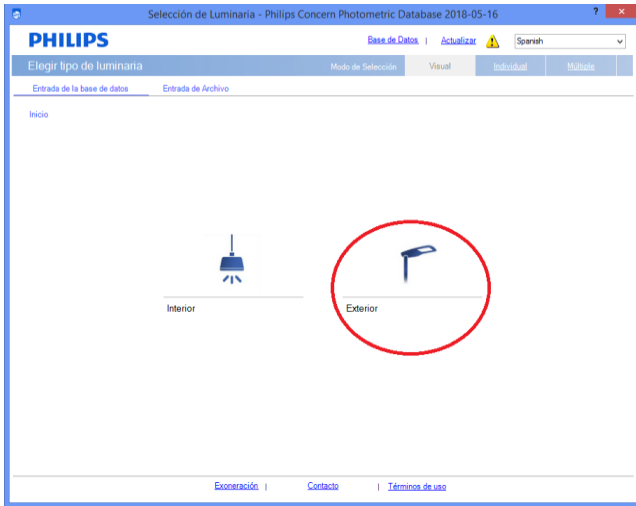 Selección de Luminaria - Philips Concern Photometric Database 2018-05-16 ? ×
PHILIPS Base de Datos | Actualizar Spanish
Elegir tipo de luminaria Modo de Selección Visual Individual Múltiple
Entrada de la base de datos Entrada de Archivo
Inicio
Interior Exterior
Exoneración | Contacto | Términos de uso